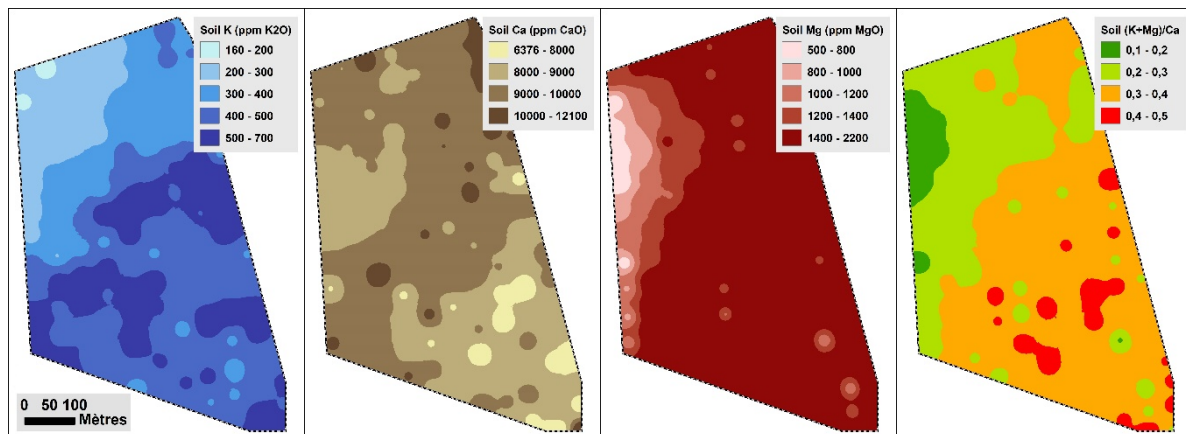 Soil K (ppm K2O)
160 - 200
200 - 300
300 - 400
400 - 500
500 - 700
0 50 100
Mètres
Soil Ca (ppm CaO)
6376 - 8000
8000 - 9000
9000 - 10000
10000 - 12100
Soil Mg (ppm MgO)
500 - 800
800 - 1000
1000 - 1200
1200 - 1400
1400 - 2200
Soil (K+Mg)/Ca
0,1 - 0,2
0,2 - 0,3
0,3 - 0,4
0,4 - 0,5